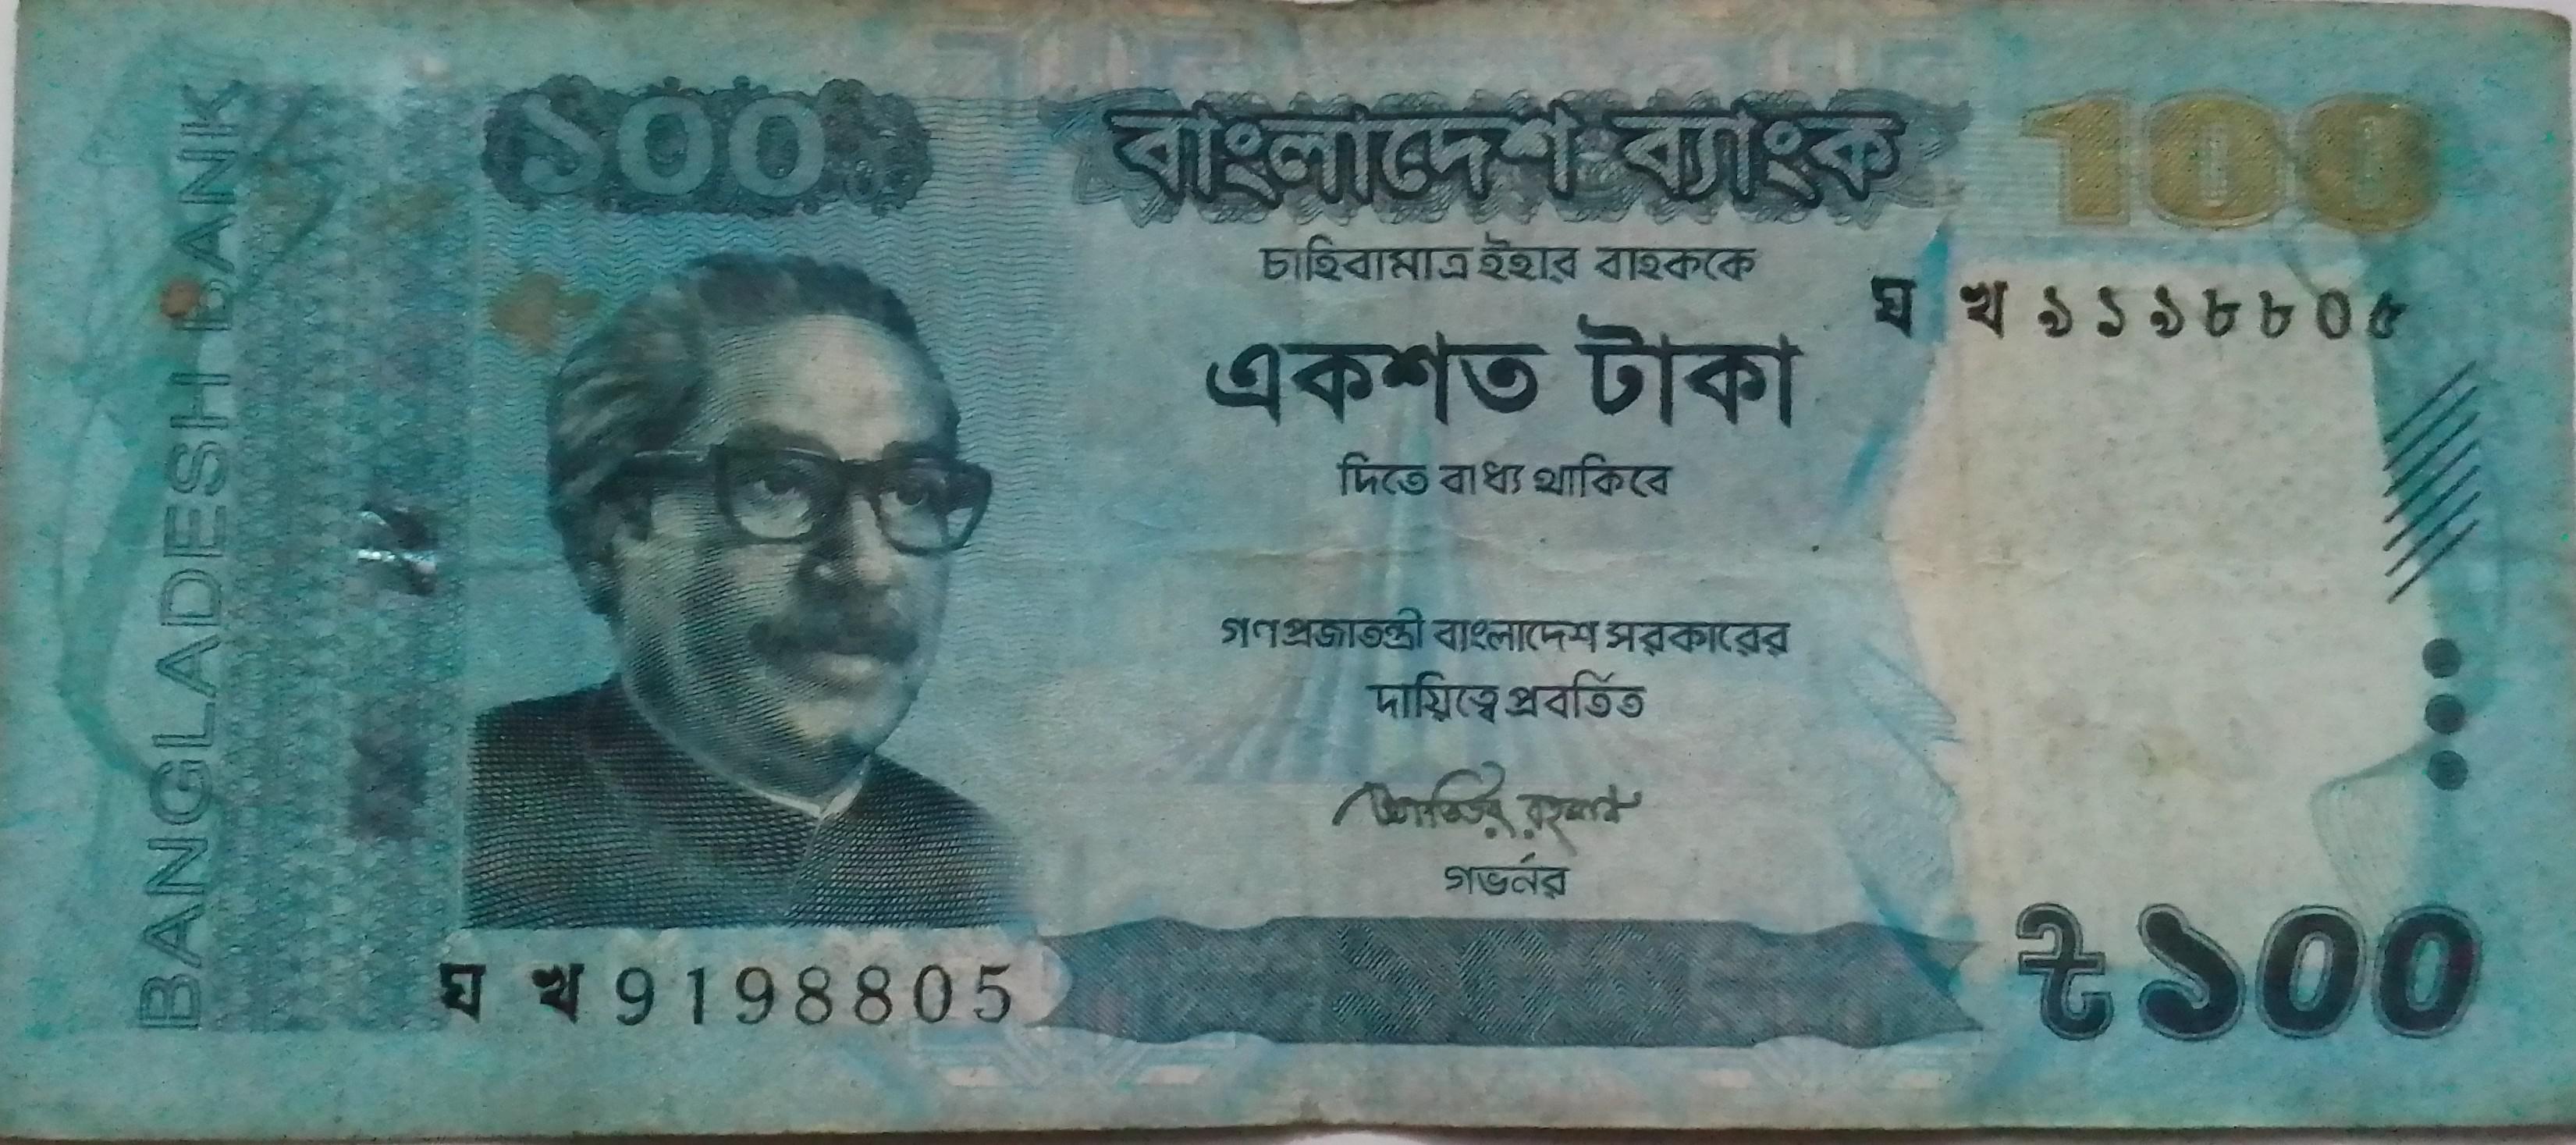 BANGLADESH BANK
১০০
বাংলাদেশ ব্যাংক
100
চাহিবামাত্র ইহার বাহককে
ঘ খ ৯১৯৮৮০৫
একশত টাকা
দিতে বাধ্য থাকিবে
গণপ্রজাতন্ত্রী বাংলাদেশ সরকারের
দায়িত্বে প্রবর্তিত
আতিউর রহমান
গভর্নর
ঘ খ 9198805
৳১০০